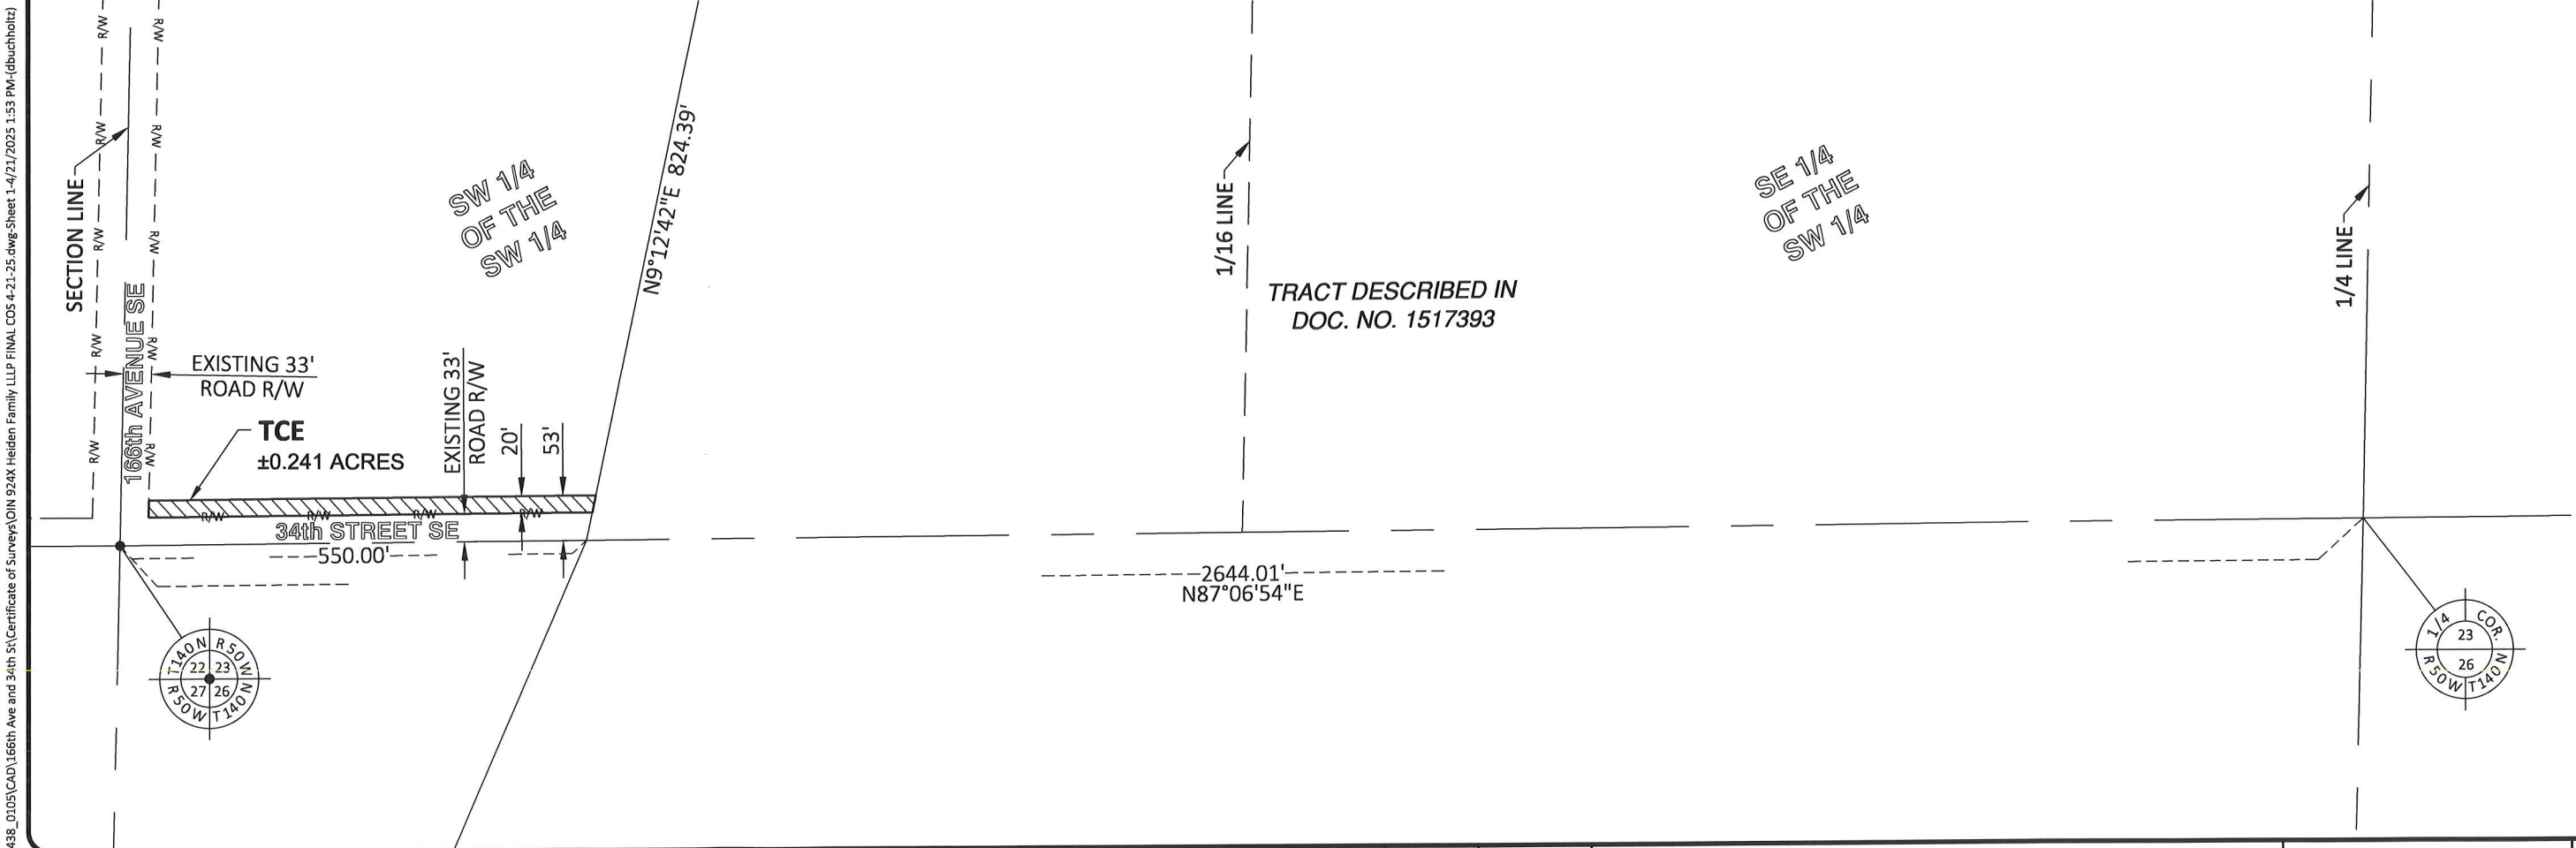 438_0105\CAD\166th Ave and 34th St\Certificate of Surveys\OIN 924X Heiden Family LLLP FINAL COS 4-21-25.dwg-Sheet 1-4/21/2025 1:53 PM-(dbuchholtz)
R/W
R/W
R/W
R/W
R/W
R/W
R/W
R/W
R/W
R/W
R/W
SECTION LINE
166th AVENUE SE
EXISTING 33'
ROAD R/W
TCE
±0.241 ACRES
SW 1/4
OF THE
SW 1/4
N9°12'42"E 824.39'
EXISTING 33'
ROAD R/W
20'
53'
R/W
R/W
R/W
R/W
34th STREET SE
550.00'
1/16 LINE
TRACT DESCRIBED IN
DOC. NO. 1517393
SE 1/4
OF THE
SW 1/4
1/4 LINE
2644.01'
N87°06'54"E
T140N R50W
22 23
27 26
R50W T140N
1/4 COR.
23
26
R50W T140N